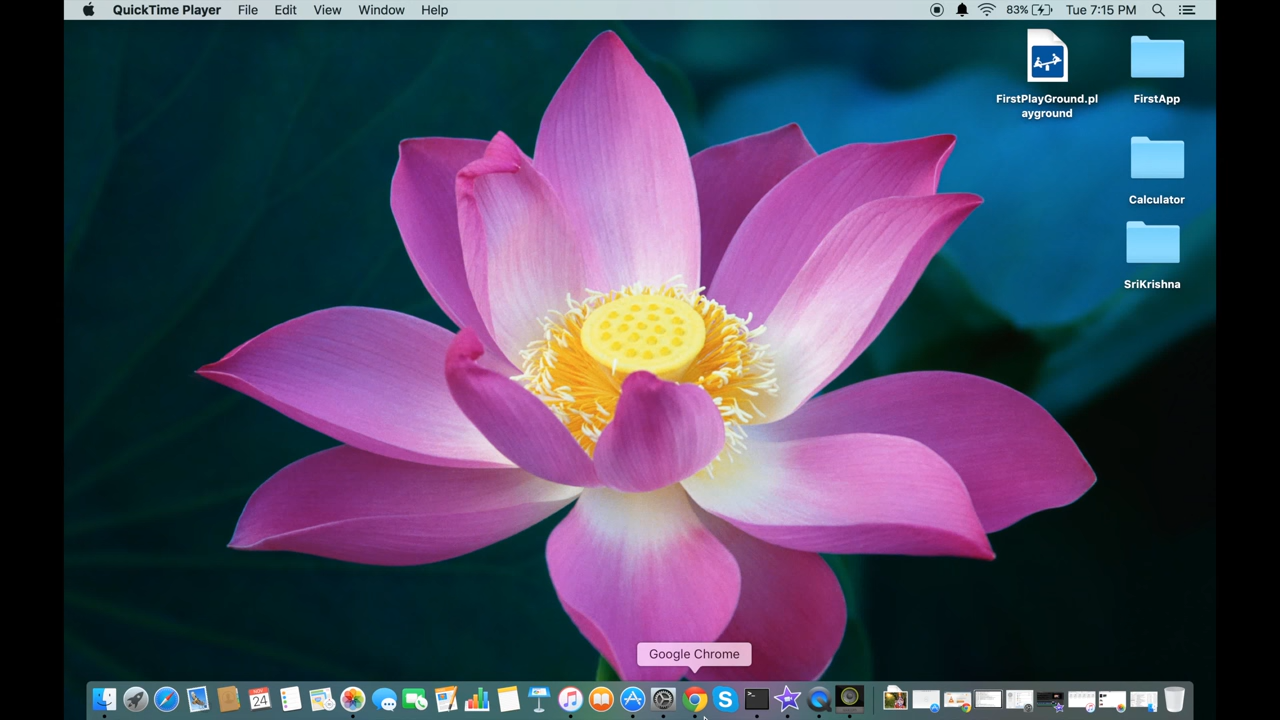 QuickTime Player File Edit View Window Help 83% Tue 7:15 PM
FirstPlayGround.pl
ayground
FirstApp
Calculator
SriKrishna
Google Chrome
NOV
24